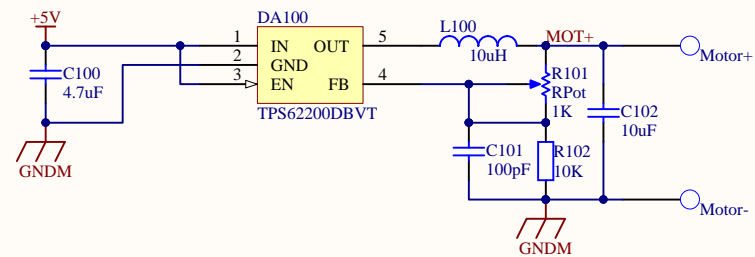 +5V
DA100
L100
1
IN
OUT
5
MOT+
2
GND
10uH
Motor+
C100
3
EN
FB
4
R101
4.7uF
RPot
TPS62200DBVT
1K
C102
10uF
C101
R102
100pF
10K
GNDM
Motor-
GNDM